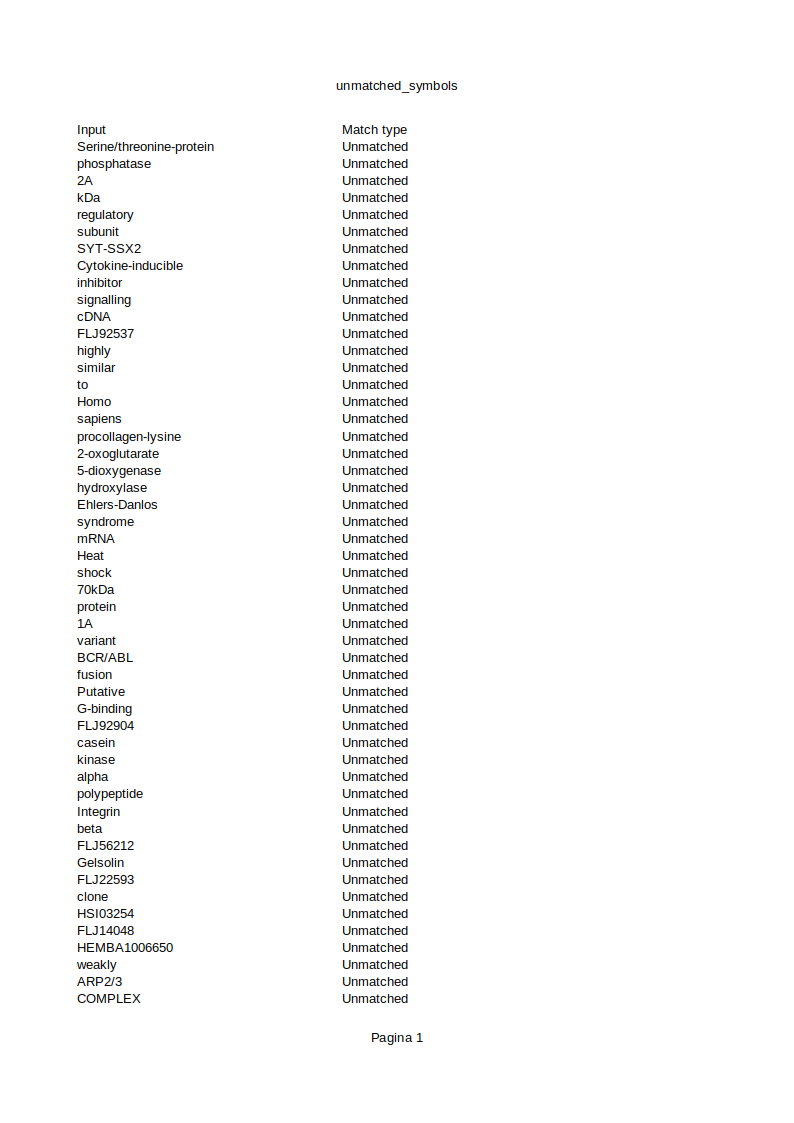 unmatched_symbols
Input Match type
Serine/threonine-protein Unmatched
phosphatase Unmatched
2A Unmatched
kDa Unmatched
regulatory Unmatched
subunit Unmatched
SYT-SSX2 Unmatched
Cytokine-inducible Unmatched
inhibitor Unmatched
signalling Unmatched
cDNA Unmatched
FLJ92537 Unmatched
highly Unmatched
similar Unmatched
to Unmatched
Homo Unmatched
sapiens Unmatched
procollagen-lysine Unmatched
2-oxoglutarate Unmatched
5-dioxygenase Unmatched
hydroxylase Unmatched
Ehlers-Danlos Unmatched
syndrome Unmatched
mRNA Unmatched
Heat Unmatched
shock Unmatched
70kDa Unmatched
protein Unmatched
1A Unmatched
variant Unmatched
BCR/ABL Unmatched
fusion Unmatched
Putative Unmatched
G-binding Unmatched
FLJ92904 Unmatched
casein Unmatched
kinase Unmatched
alpha Unmatched
polypeptide Unmatched
Integrin Unmatched
beta Unmatched
FLJ56212 Unmatched
Gelsolin Unmatched
FLJ22593 Unmatched
clone Unmatched
HSI03254 Unmatched
FLJ14048 Unmatched
HEMBA1006650 Unmatched
weakly Unmatched
ARP2/3 Unmatched
COMPLEX Unmatched
Pagina 1